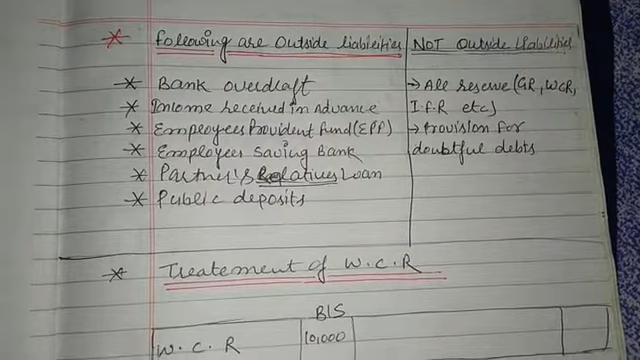 Following are outside liabilities
NOT Outside liabilities
Bank overdraft
Income received in Advance
Employees Provident Fund (EPF)
Employees Saving Bank
Partner's Relatives Loan
Public deposits
→ All reserve (GR, WCR,
I.F.R etc)
→ Provision for
doubtful debts
Treatement of W.C.R
B/S
W.C.R
10,000